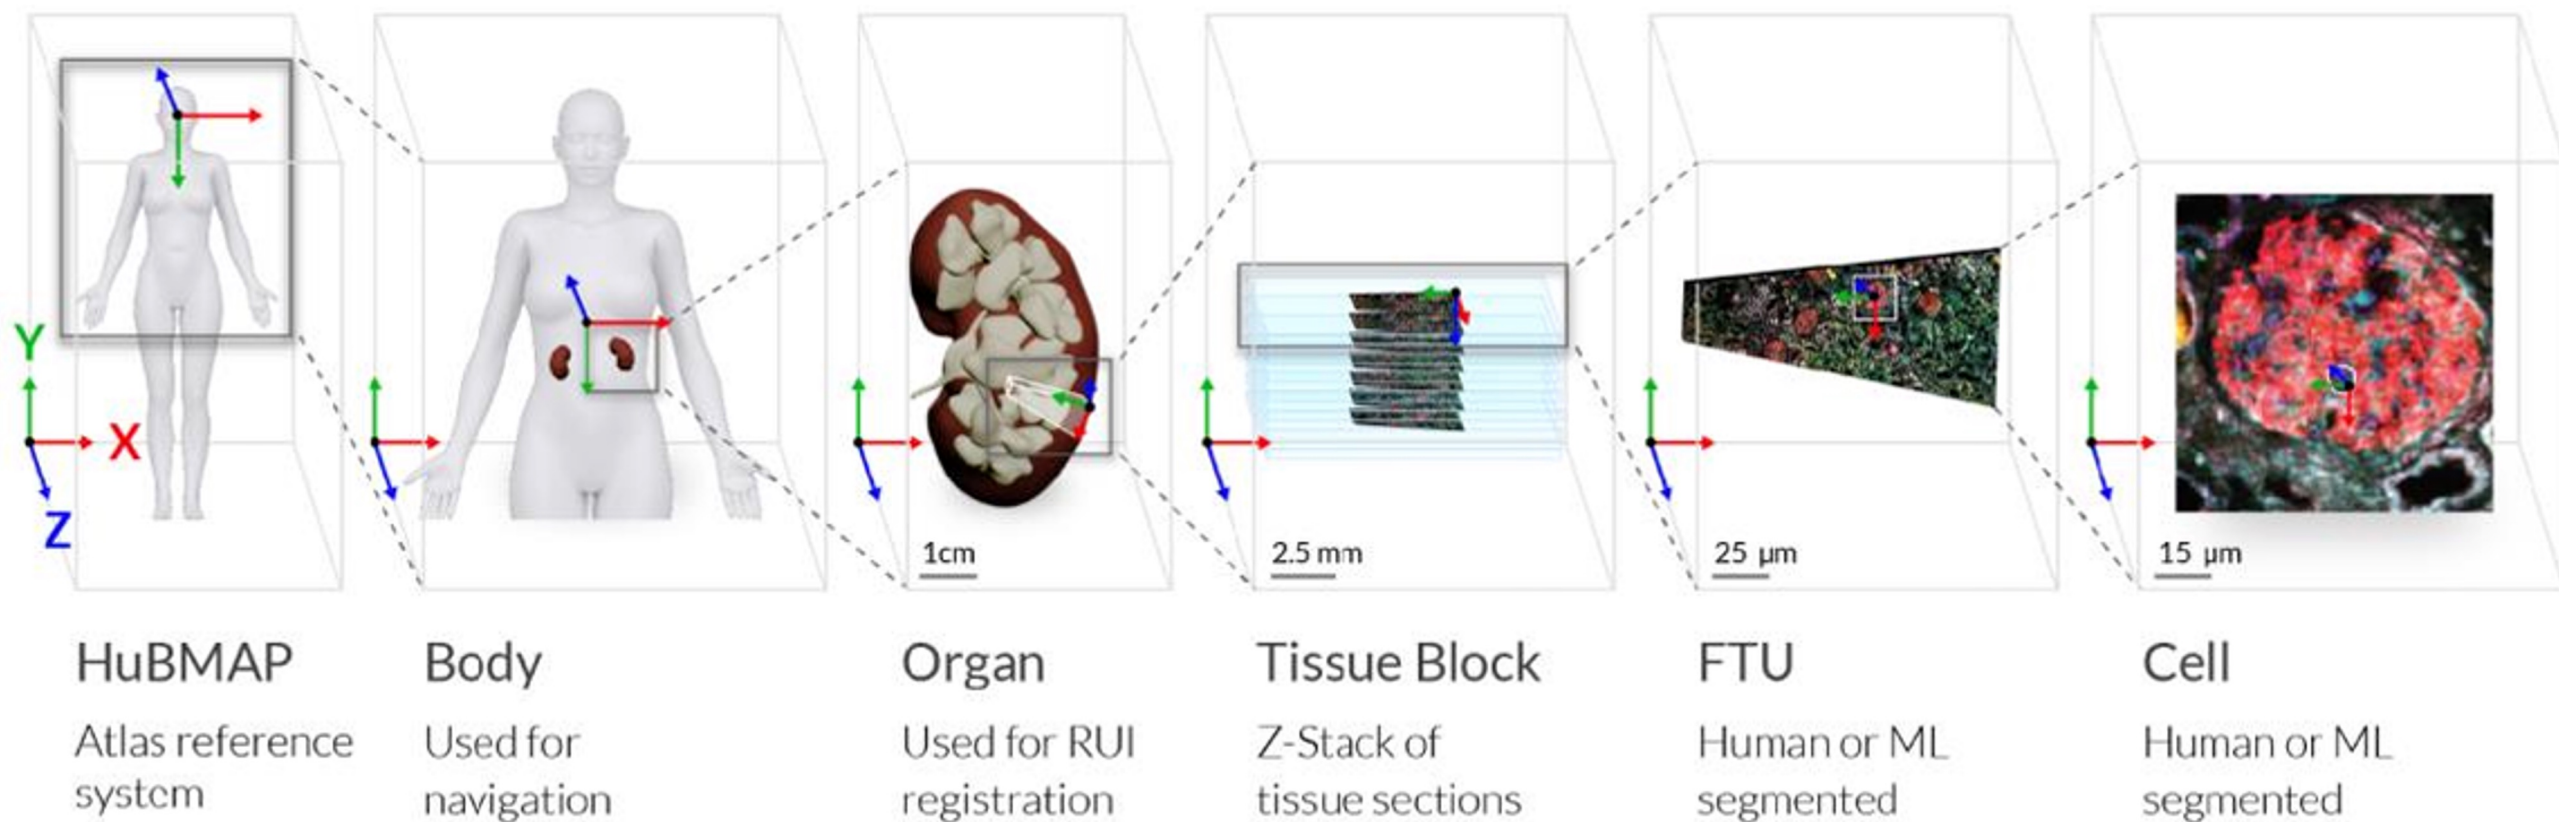 Y
X
Z
1cm
2.5 mm
25 µm
15 µm
HuBMAP
Atlas reference
system
Body
Used for
navigation
Organ
Used for RUI
registration
Tissue Block
Z-Stack of
tissue sections
FTU
Human or ML
segmented
Cell
Human or ML
segmented